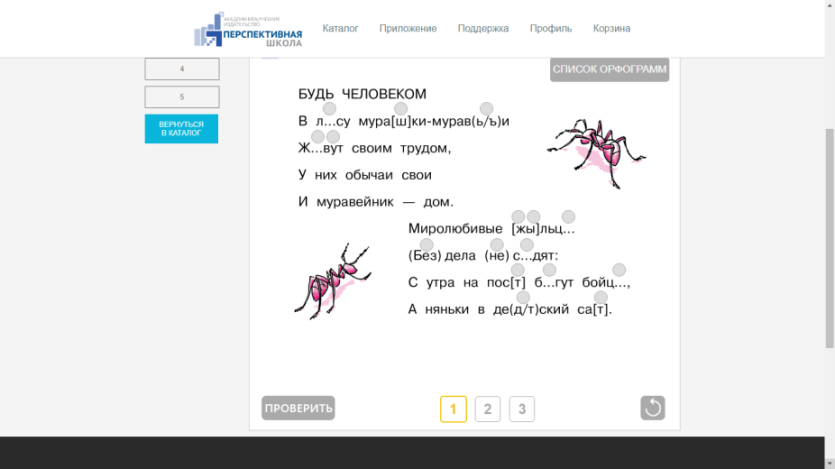 АКАДЕМКНИГА/УЧЕБНИК
ИЗДАТЕЛЬСТВО
ПЕРСПЕКТИВНАЯ
ШКОЛА
Каталог Приложение Поддержка Профиль Корзина
4
5
ВЕРНУТЬСЯ
В КАТАЛОГ
СПИСОК ОРФОГРАММ
БУДЬ ЧЕЛОВЕКОМ
В л...су мура[ш]ки-мурав(ь/ъ)и
Ж...вут своим трудом,
У них обычаи свои
И муравейник — дом.
Миролюбивые [жы]льц...
(Без) дела (не) с...дят:
С утра на пос[т] б...гут бойц...,
А няньки в де(д/т)ский са[т].
ПРОВЕРИТЬ
1 2 3